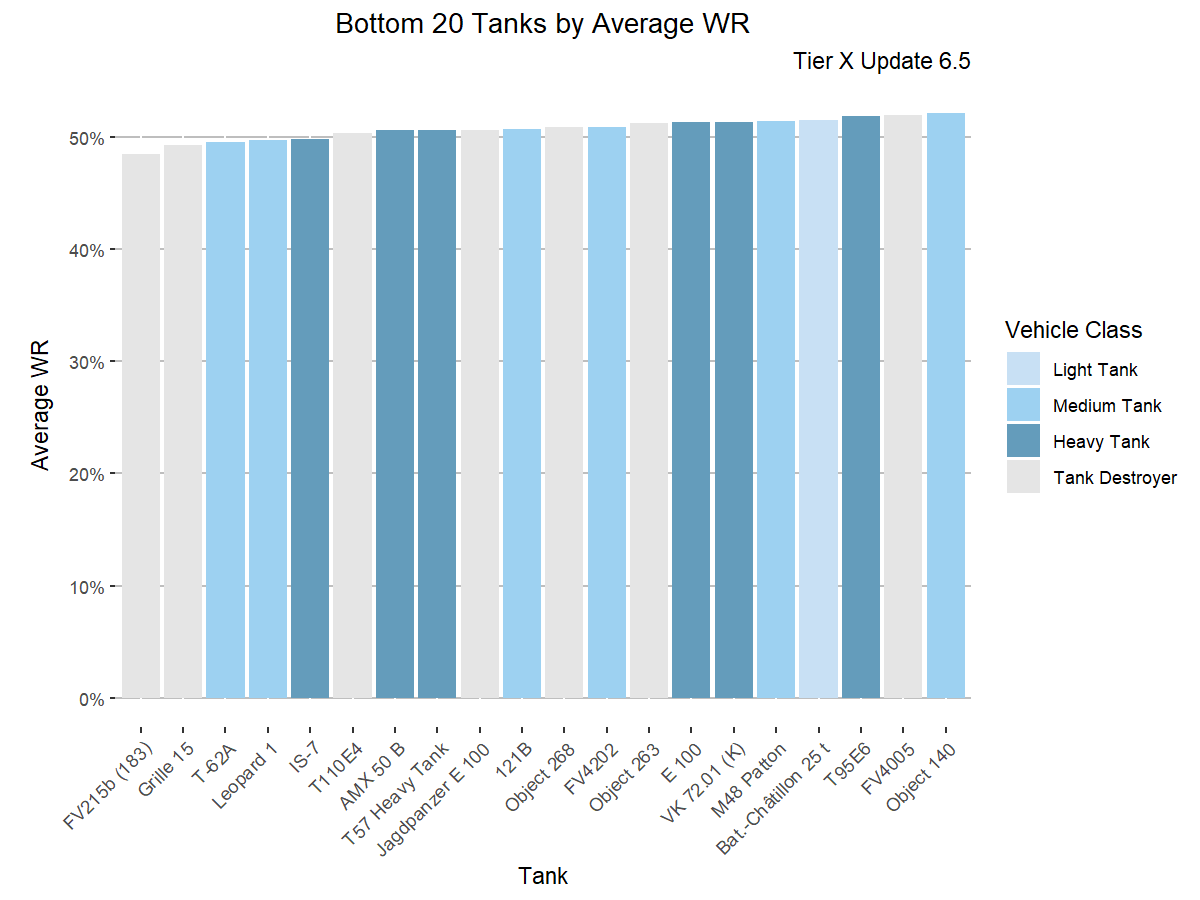 Bottom 20 Tanks by Average WR
Tier X Update 6.5
50%
40%
30%
20%
10%
0%
Average WR
FV215b (183)
Grille 15
T-62A
Leopard 1
IS-7
T110E4
AMX 50 B
T57 Heavy Tank
Jagdpanzer E 100
121B
Object 268
FV4202
Object 263
E 100
VK 72.01 (K)
M48 Patton
Bat.-Châtillon 25 t
T95E6
FV4005
Object 140
Tank
Vehicle Class
Light Tank
Medium Tank
Heavy Tank
Tank Destroyer